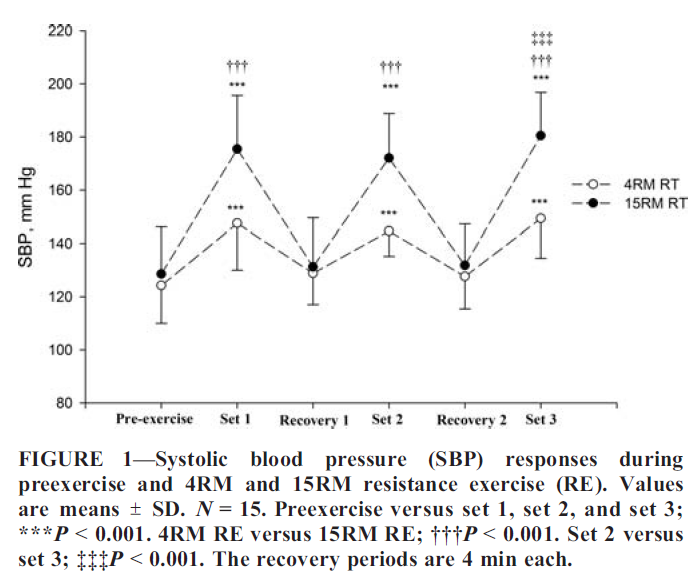 220
200
180
160
140
120
100
80
SBP, mm Hg
‡‡‡
††† ††† †††
*** *** ***
*** *** ***
4RM RT
15RM RT
Pre-exercise Set 1 Recovery 1 Set 2 Recovery 2 Set 3
FIGURE 1—Systolic blood pressure (SBP) responses during
preexercise and 4RM and 15RM resistance exercise (RE). Values
are means ± SD. N = 15. Preexercise versus set 1, set 2, and set 3;
***P < 0.001. 4RM RE versus 15RM RE; †††P < 0.001. Set 2 versus
set 3; ‡‡‡P < 0.001. The recovery periods are 4 min each.